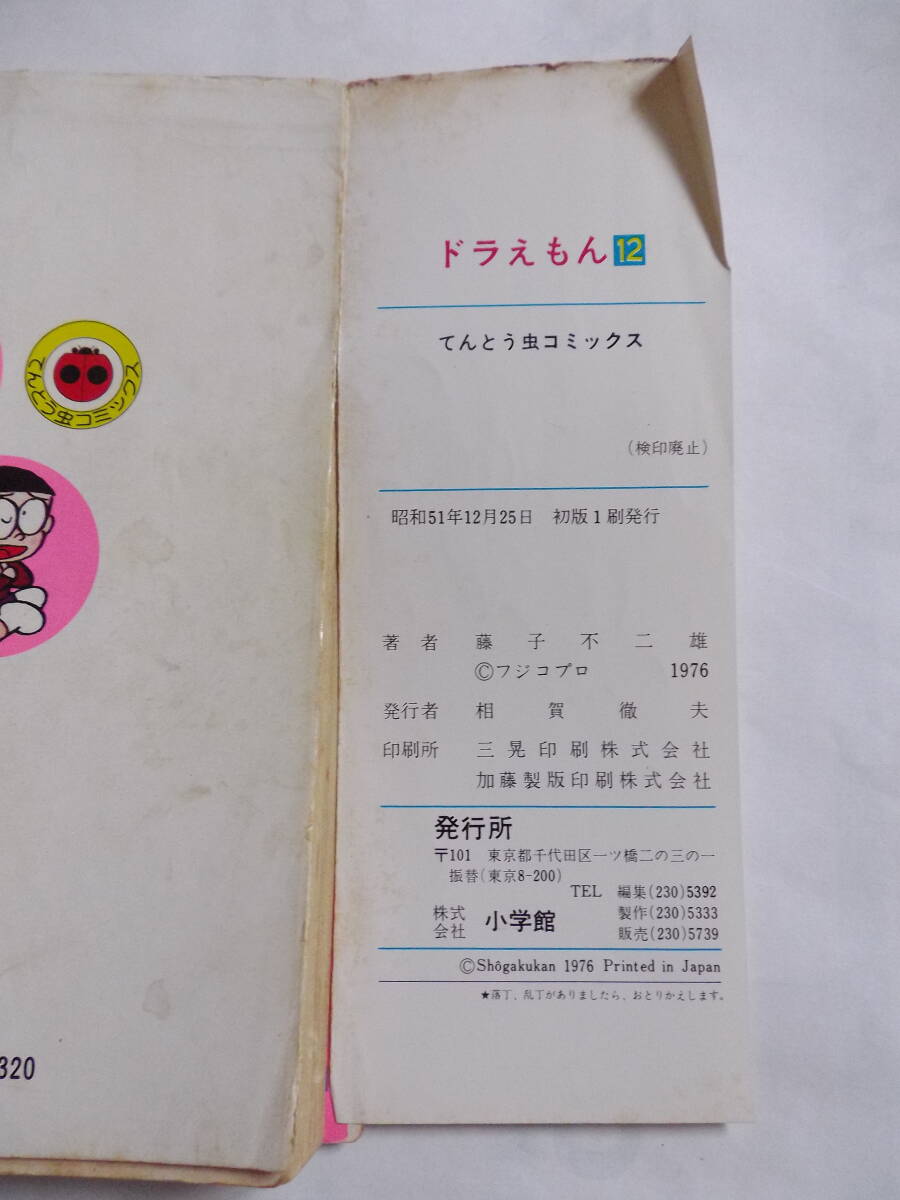 ドラえもん12
てんとう虫コミックス
(検印廃止)
昭和51年12月25日 初版1刷発行
著者 藤子不二雄
©フジコプロ 1976
発行者 相賀徹夫
印刷所 三晃印刷株式会社
加藤製版印刷株式会社
発行所
〒101 東京都千代田区一ツ橋二の三の一
振替(東京8-200)
TEL 編集(230)5392
株式会社 小学館 製作(230)5333
販売(230)5739
©Shôgakukan 1976 Printed in Japan
★落丁、乱丁がありましたら、おとりかえします。
てんとう虫コミックス
320